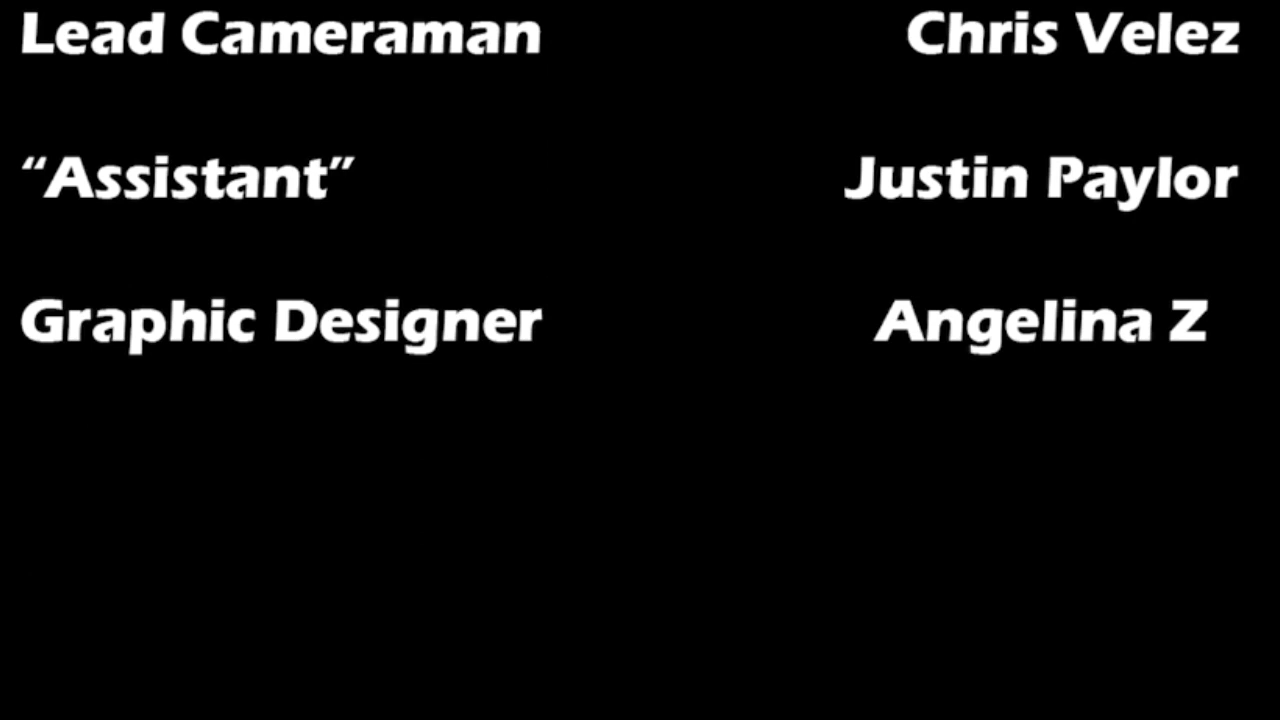 Lead Cameraman Chris Velez
“Assistant” Justin Paylor
Graphic Designer Angelina Z